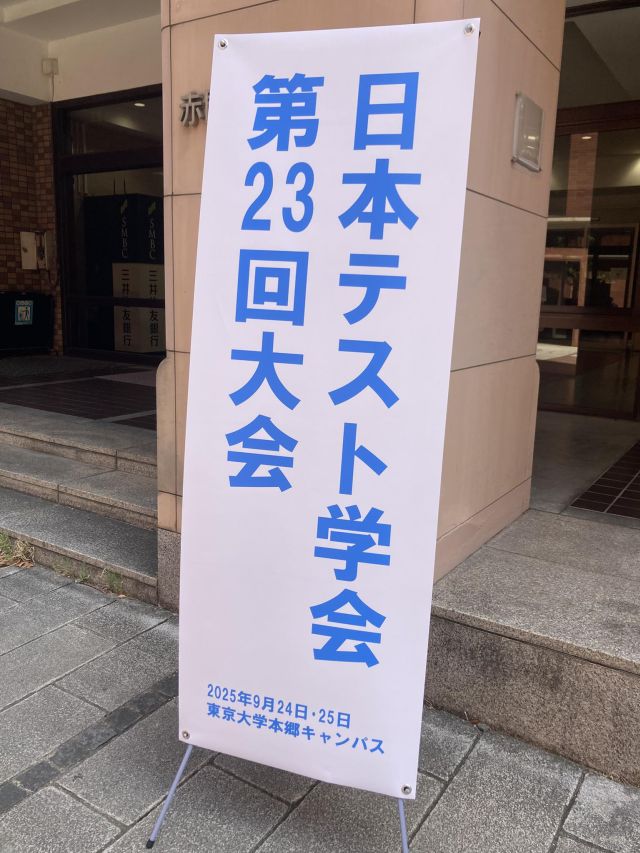 日本テスト学会
第23回大会
2025年9月24日・25日
東京大学本郷キャンパス
赤
SMBC
SMBC
三井
友銀行